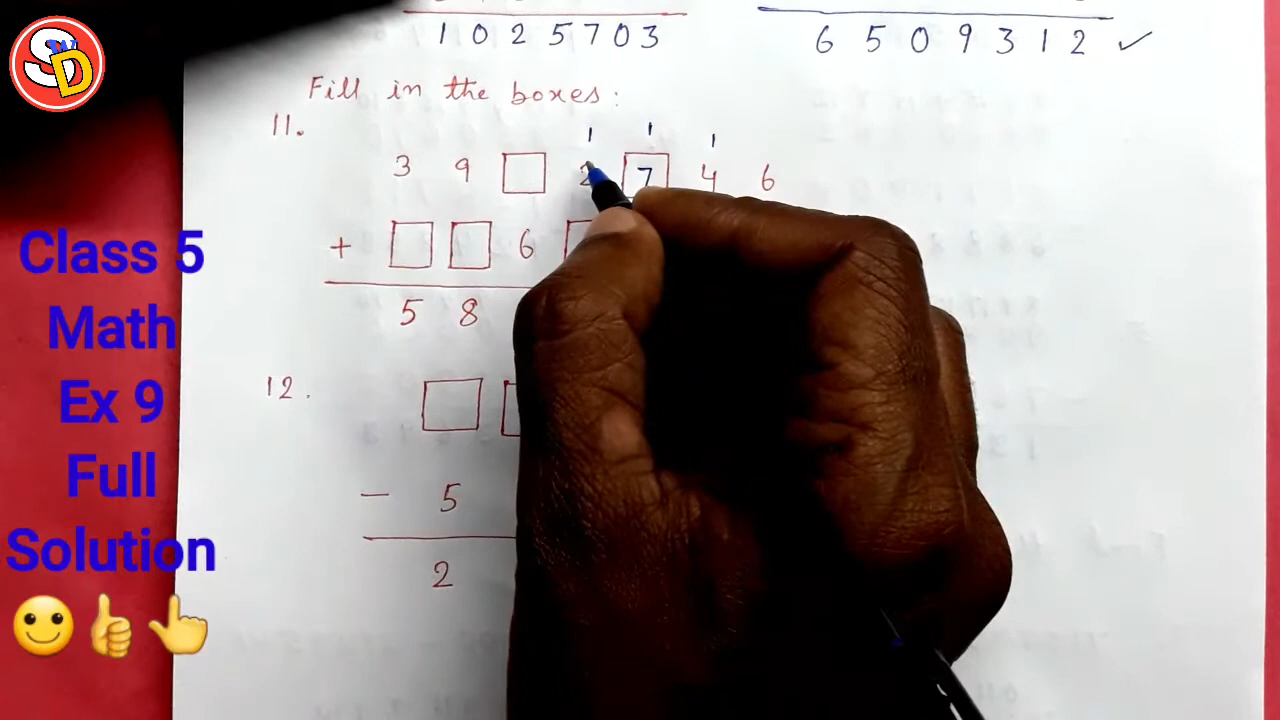 SWD
1 0 2 5 7 0 3
6 5 0 9 3 1 2 ✓
Fill in the boxes:
11.
1 1 1
3 9 □ 2 7 4 6
+ □ □ 6
5 8
12.
□
- 5
2
Class 5
Math
Ex 9
Full
Solution
🙂👍👆